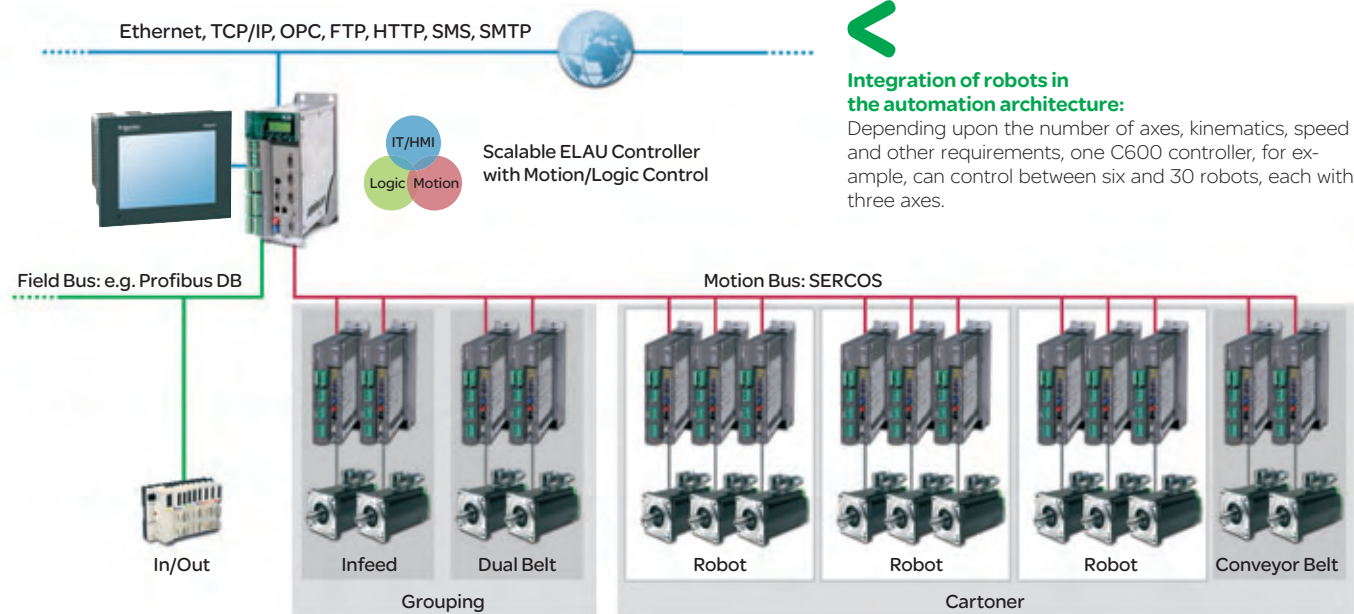 Ethernet, TCP/IP, OPC, FTP, HTTP, SMS, SMTP
Integration of robots in
the automation architecture:
Depending upon the number of axes, kinematics, speed
and other requirements, one C600 controller, for ex-
ample, can control between six and 30 robots, each with
three axes.
IT/HMI
Logic
Motion
Scalable ELAU Controller
with Motion/Logic Control
Field Bus: e.g. Profibus DB
Motion Bus: SERCOS
In/Out
Infeed
Dual Belt
Robot
Robot
Robot
Conveyor Belt
Grouping
Cartoner